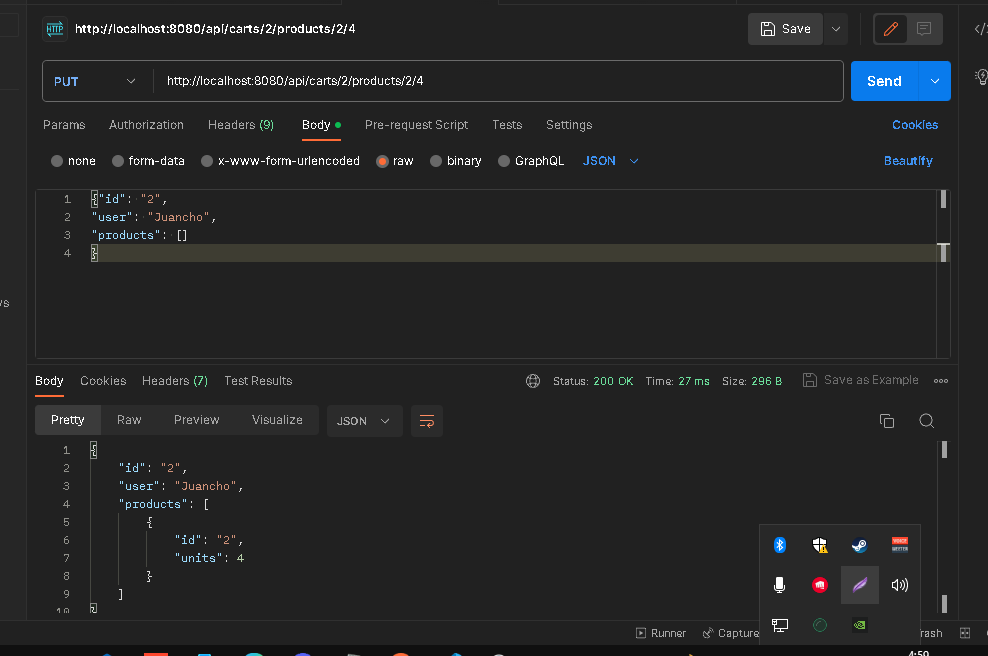 http://localhost:8080/api/carts/2/products/2/4
Save
PUT
http://localhost:8080/api/carts/2/products/2/4
Send
Params Authorization Headers (9) Body Pre-request Script Tests Settings Cookies
none form-data x-www-form-urlencoded raw binary GraphQL JSON Beautify
1 {"id": "2",
2 "user": "Juancho",
3 "products": []
4 }
Body Cookies Headers (7) Test Results Status: 200 OK Time: 27 ms Size: 296 B Save as Example
Pretty Raw Preview Visualize JSON
1 {
2 "id": "2",
3 "user": "Juancho",
4 "products": [
5 {
6 "id": "2",
7 "units": 4
8 }
9 ]
10 }
Runner Capture rash
4:59